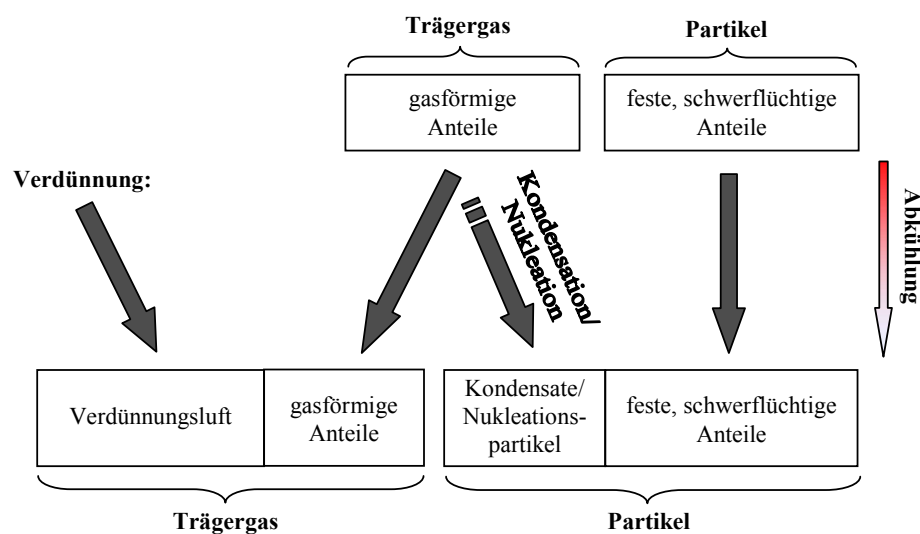 Trägergas
Partikel
gasförmige
Anteile
feste, schwerflüchtige
Anteile
Verdünnung:
Kondensation/
Nukleation
Abkühlung
Verdünnungsluft
gasförmige
Anteile
Kondensate/
Nukleations-
partikel
feste, schwerflüchtige
Anteile
Trägergas
Partikel